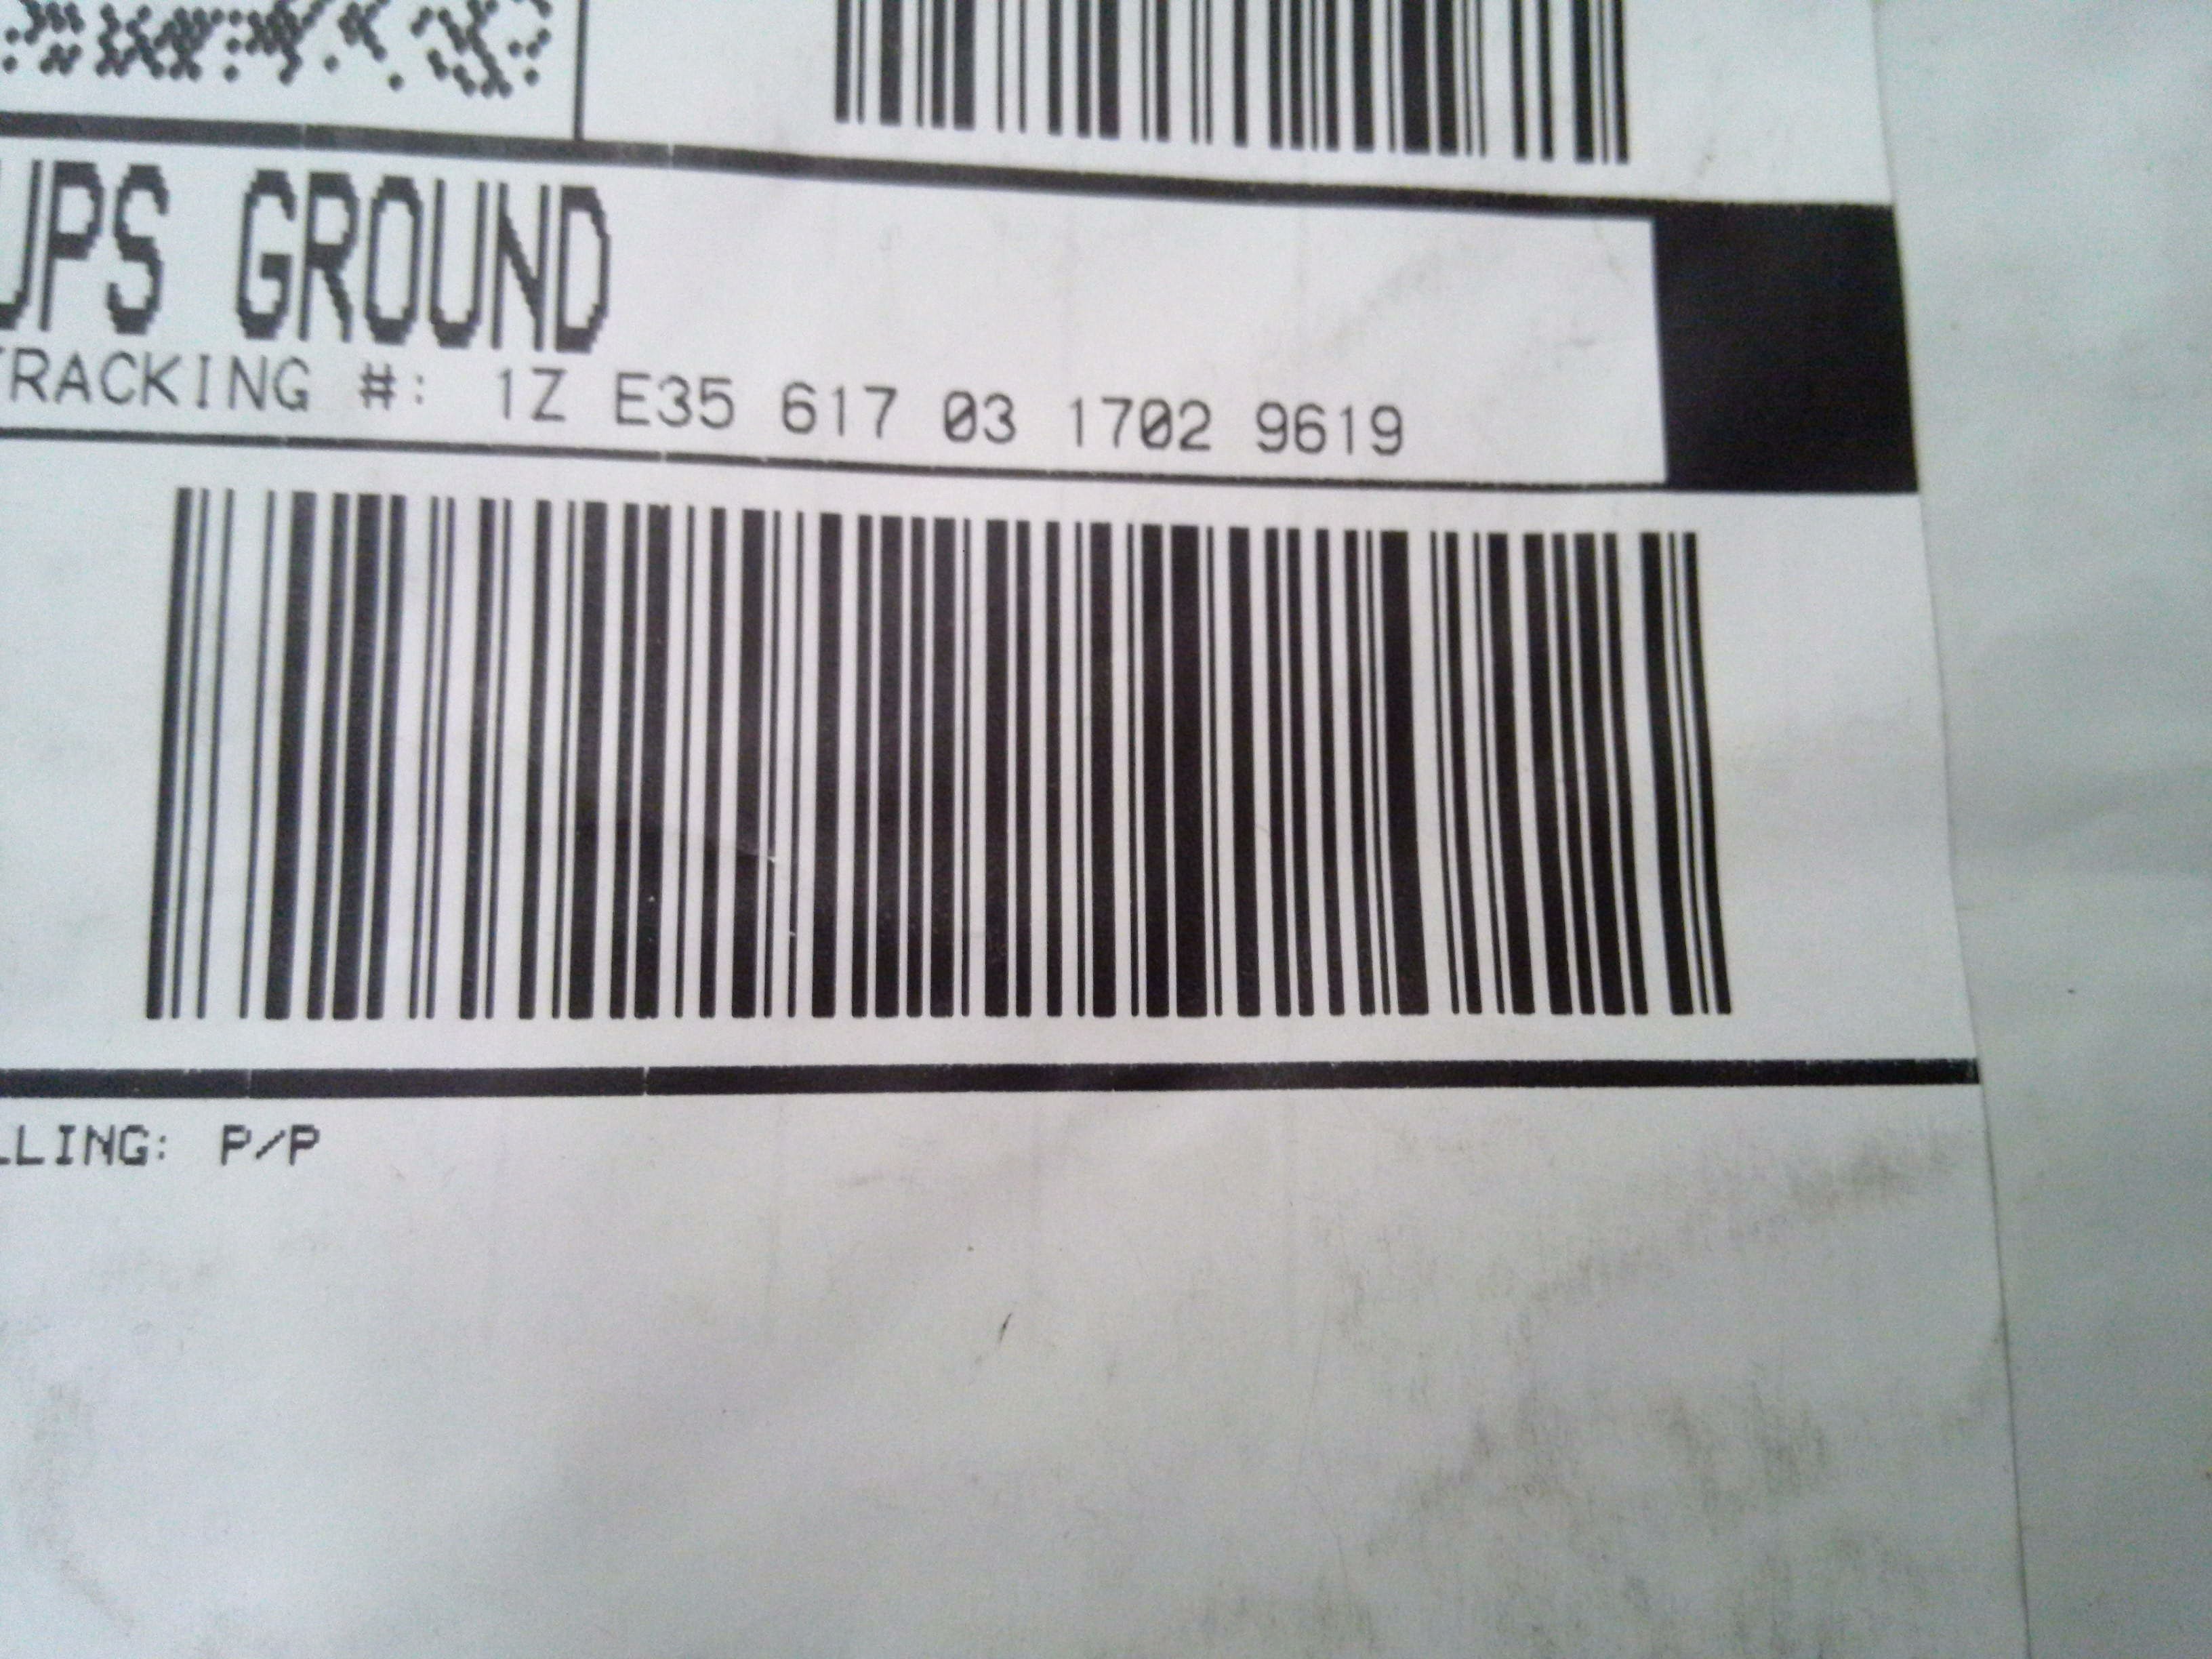 UPS GROUND
TRACKING #: 1Z E35 617 03 1702 9619
LLING: P/P